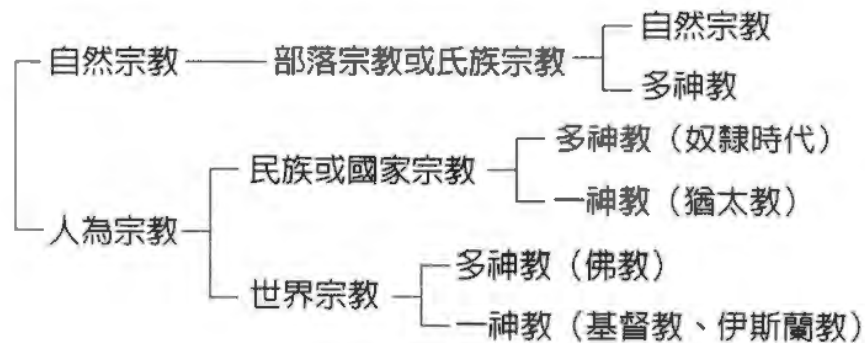 自然宗教
自然宗教 部落宗教或氏族宗教
多神教
多神教（奴隸時代）
民族或國家宗教
一神教（猶太教）
人為宗教
多神教（佛教）
世界宗教
一神教（基督教、伊斯蘭教）